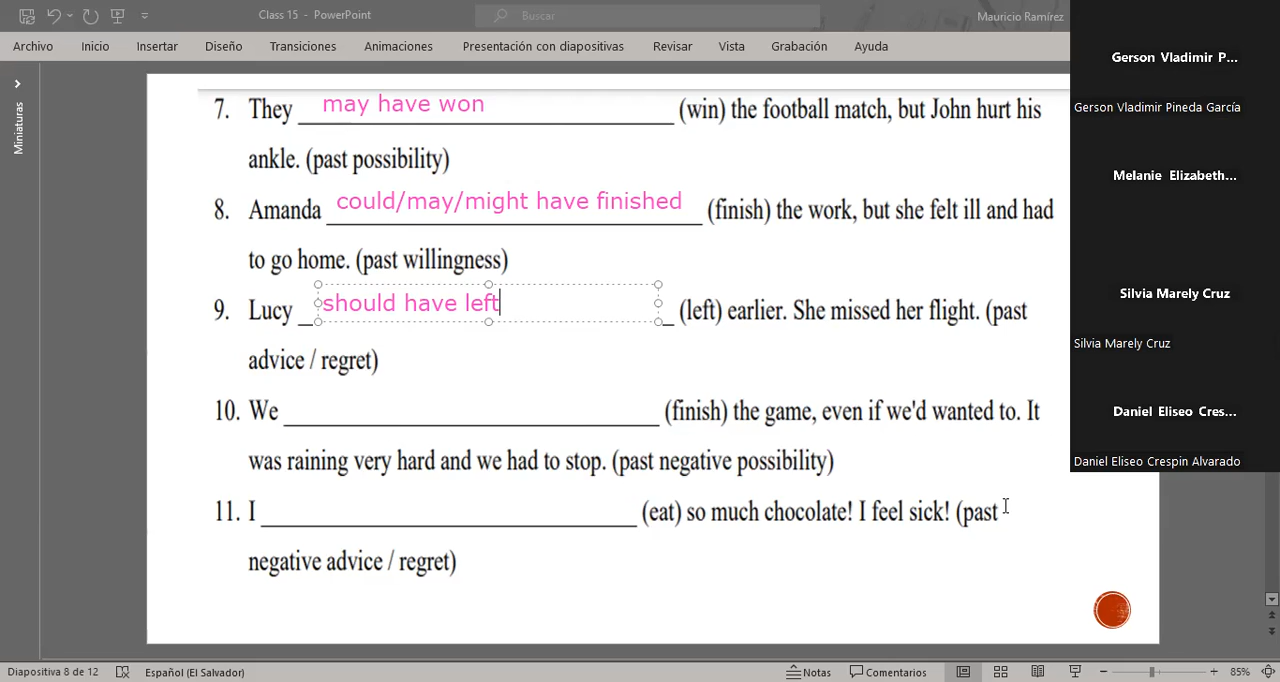 Class 15 - PowerPoint
Buscar
Mauricio Ramírez
Archivo Inicio Insertar Diseño Transiciones Animaciones Presentación con diapositivas Revisar Vista Grabación Ayuda
Miniaturas
7. They may have won (win) the football match, but John hurt his
ankle. (past possibility)
8. Amanda could/may/might have finished (finish) the work, but she felt ill and had
to go home. (past willingness)
9. Lucy _ should have left _ (left) earlier. She missed her flight. (past
advice / regret)
10. We ____________________ (finish) the game, even if we'd wanted to. It
was raining very hard and we had to stop. (past negative possibility)
11. I ____________________ (eat) so much chocolate! I feel sick! (past
negative advice / regret)
Gerson Vladimir P...
Gerson Vladimir Pineda García
Melanie Elizabeth...
Silvia Marely Cruz
Silvia Marely Cruz
Daniel Eliseo Cres...
Daniel Eliseo Crespin Alvarado
Diapositiva 8 de 12 Español (El Salvador) Notas Comentarios 85%